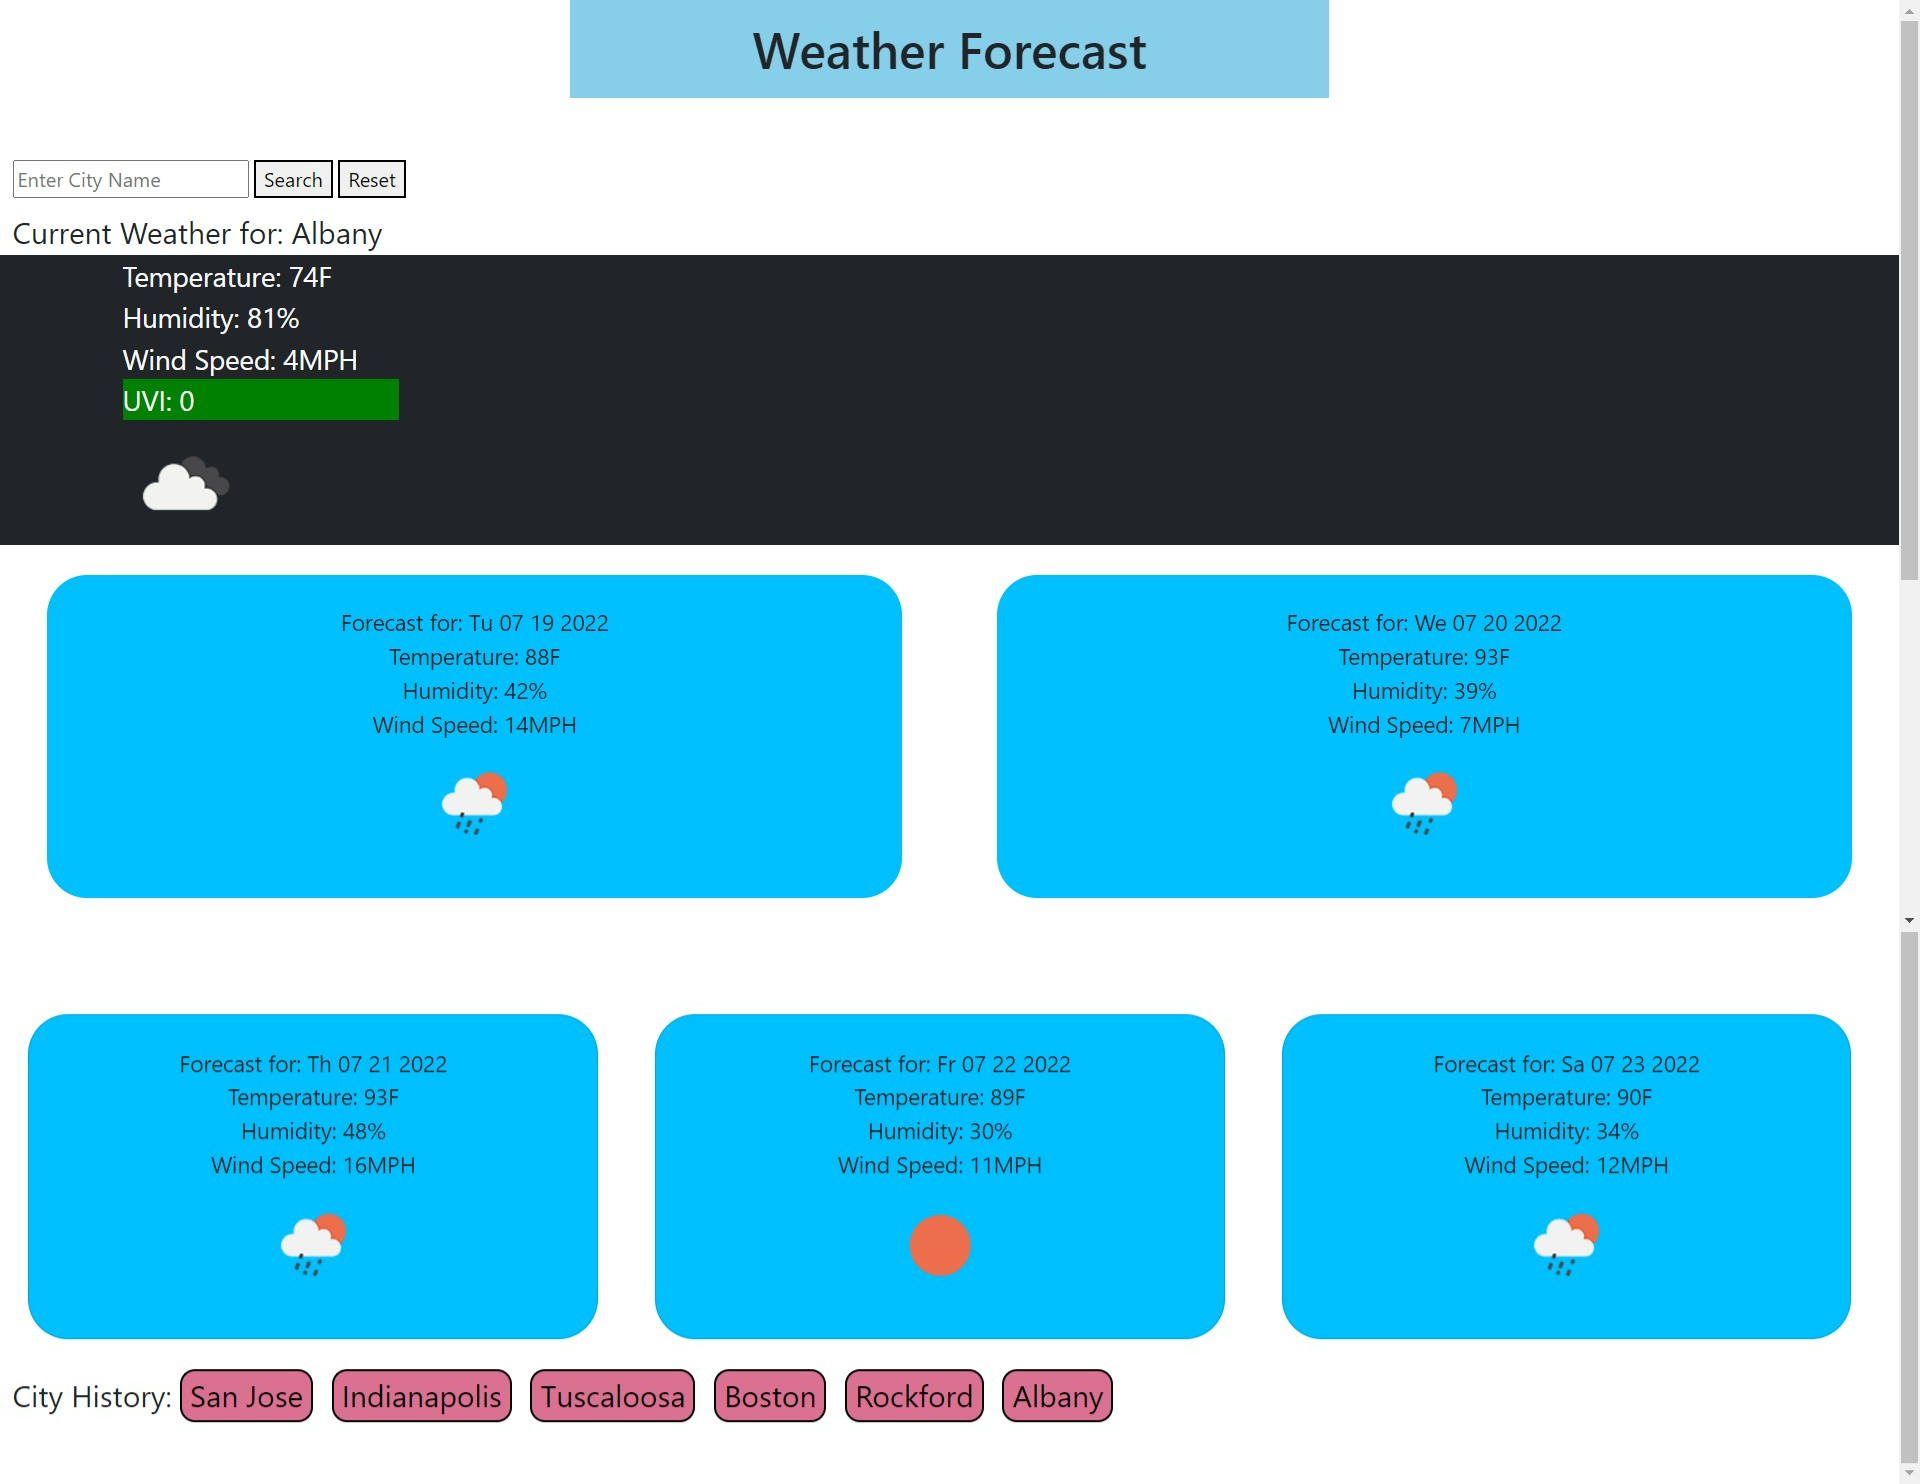 Weather Forecast
Enter City Name Search Reset
Current Weather for: Albany
Temperature: 74F
Humidity: 81%
Wind Speed: 4MPH
UVI: 0
Forecast for: Tu 07 19 2022
Temperature: 88F
Humidity: 42%
Wind Speed: 14MPH
Forecast for: We 07 20 2022
Temperature: 93F
Humidity: 39%
Wind Speed: 7MPH
Forecast for: Th 07 21 2022
Temperature: 93F
Humidity: 48%
Wind Speed: 16MPH
Forecast for: Fr 07 22 2022
Temperature: 89F
Humidity: 30%
Wind Speed: 11MPH
Forecast for: Sa 07 23 2022
Temperature: 90F
Humidity: 34%
Wind Speed: 12MPH
City History: San Jose Indianapolis Tuscaloosa Boston Rockford Albany